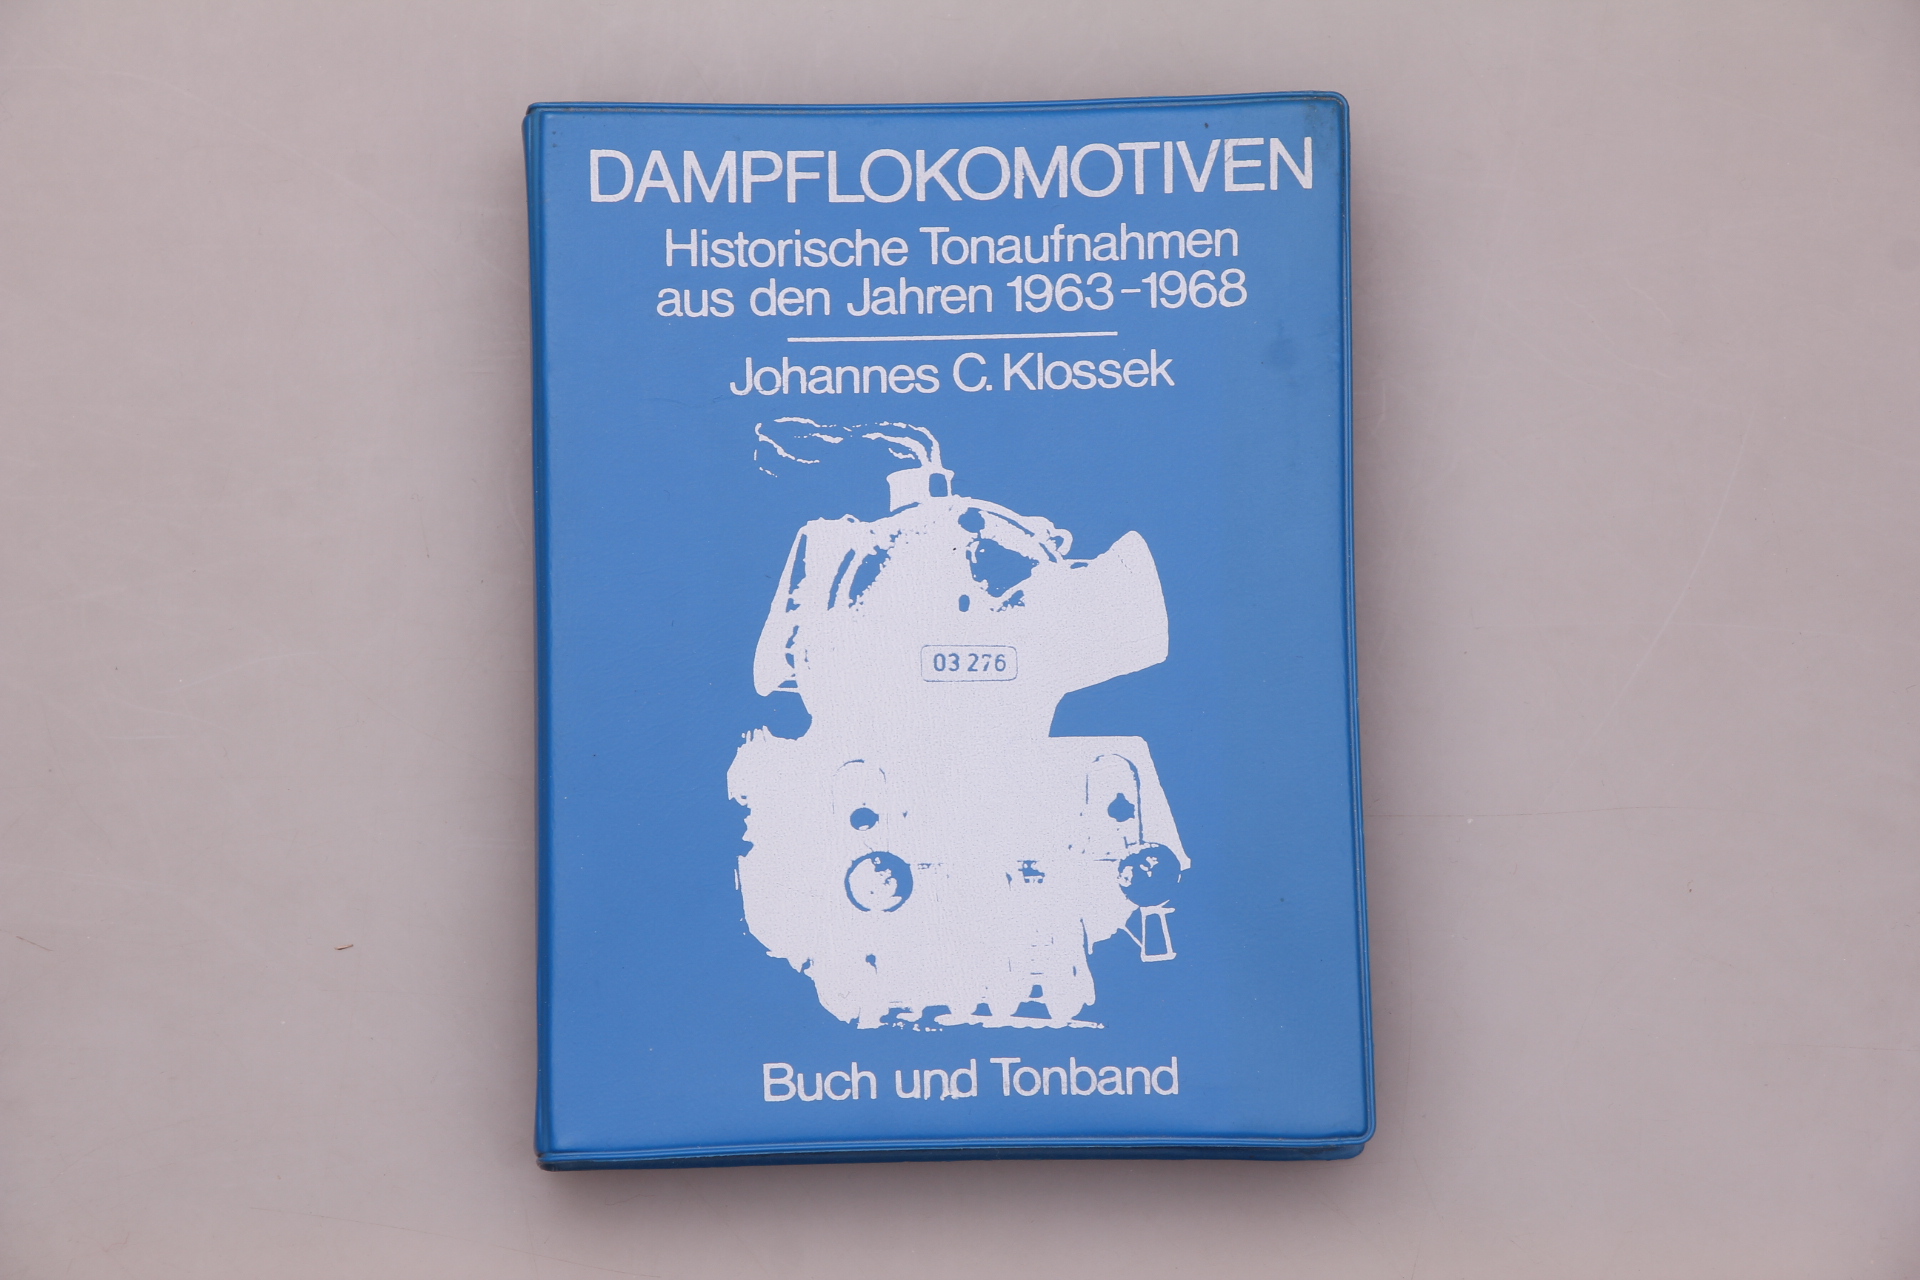 DAMPFLOKOMOTIVEN
Historische Tonaufnahmen
aus den Jahren 1963-1968
Johannes C. Klossek
03 276
Buch und Tonband